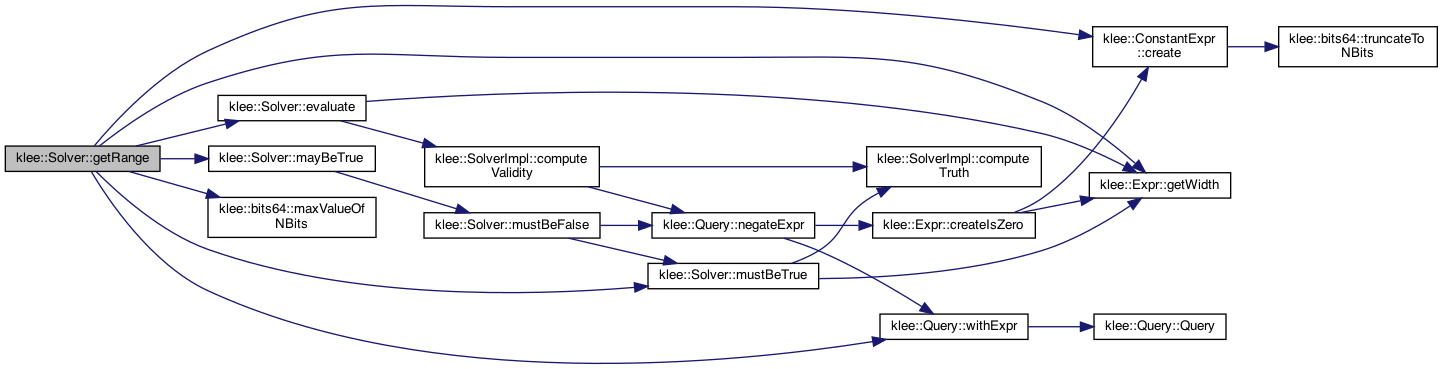 klee::Solver::getRange
klee::Solver::evaluate
klee::Solver::mayBeTrue
klee::bits64::maxValueOf
NBits
klee::SolverImpl::compute
Validity
klee::Solver::mustBeFalse
klee::Query::negateExpr
klee::Solver::mustBeTrue
klee::SolverImpl::compute
Truth
klee::Expr::createIsZero
klee::Query::withExpr
klee::ConstantExpr
::create
klee::Expr::getWidth
klee::Query::Query
klee::bits64::truncateTo
NBits